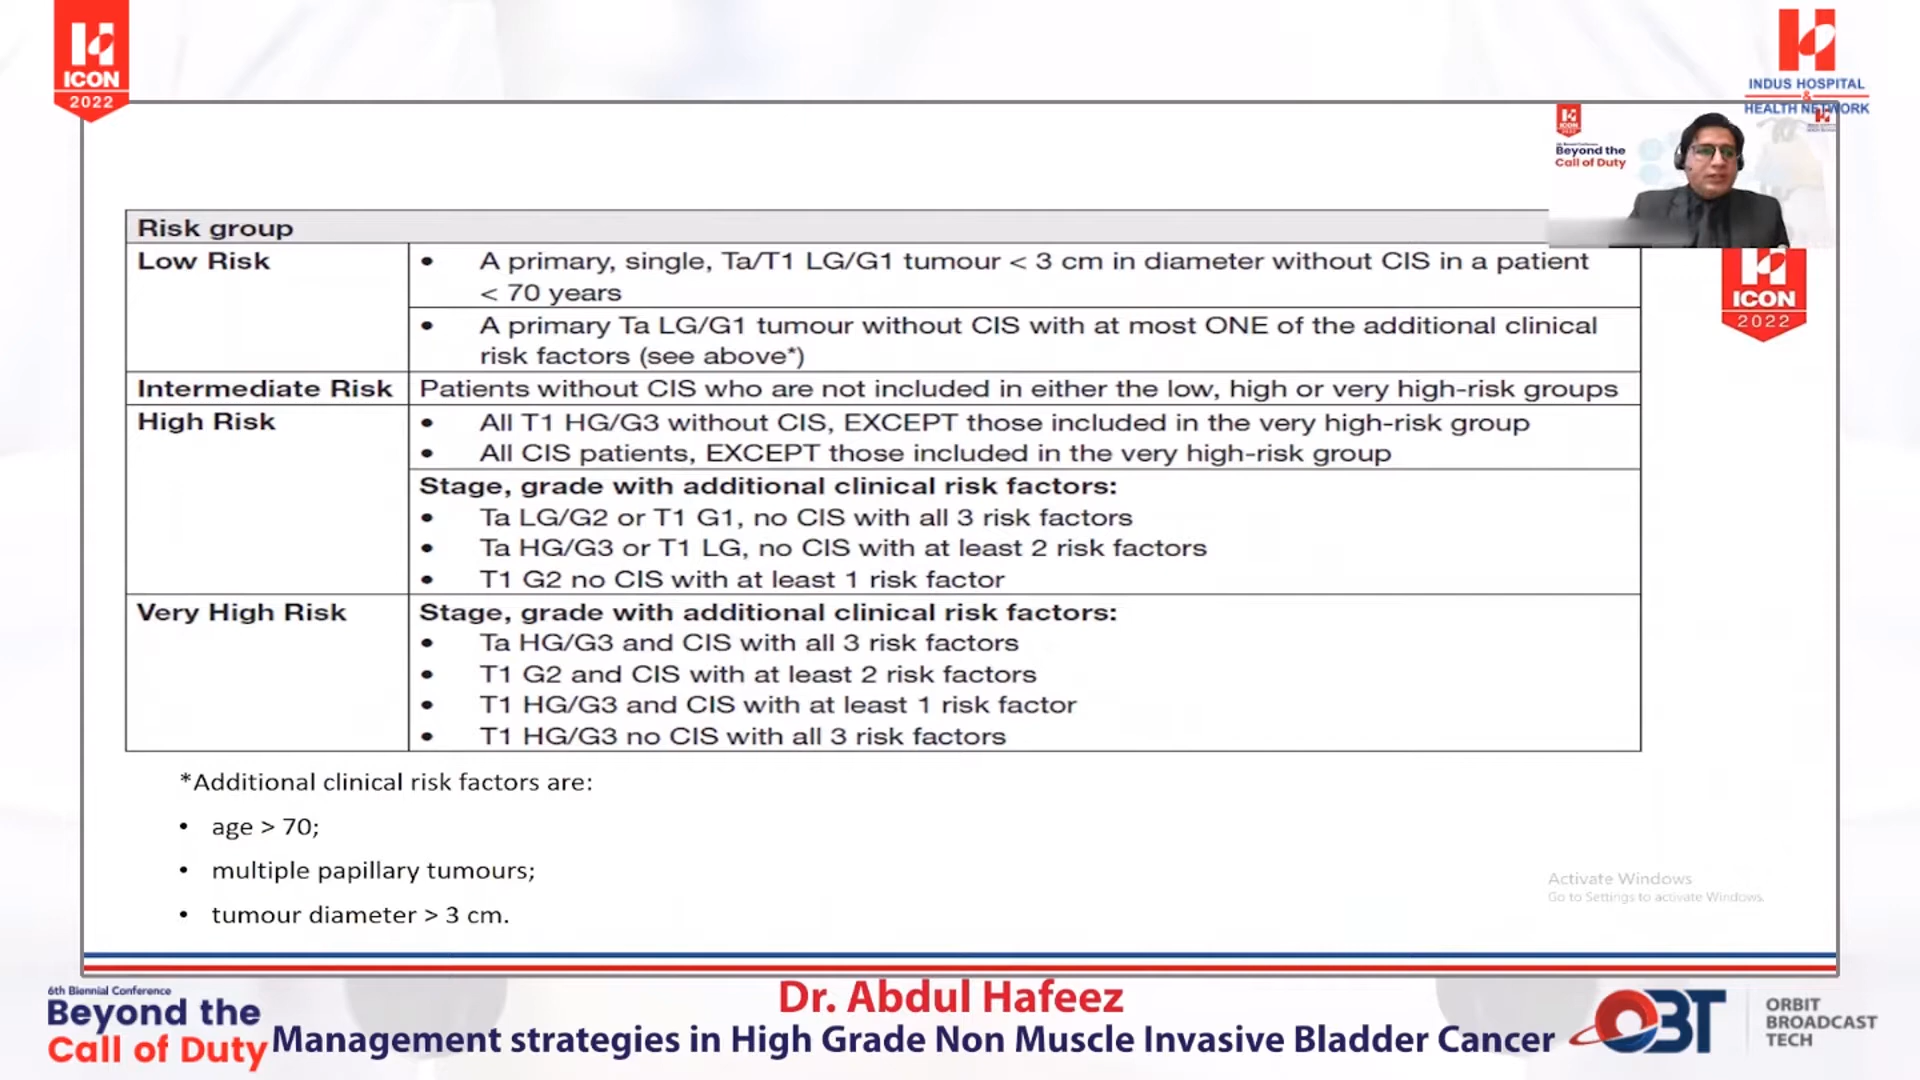 ICON
2022
INDUS HOSPITAL
&
HEALTH NETWORK
ICON
Beyond the
Call of Duty
ICON
2022
Risk group
Low Risk
• A primary, single, Ta/T1 LG/G1 tumour < 3 cm in diameter without CIS in a patient
< 70 years
• A primary Ta LG/G1 tumour without CIS with at most ONE of the additional clinical
risk factors (see above*)
Intermediate Risk
Patients without CIS who are not included in either the low, high or very high-risk groups
High Risk
• All T1 HG/G3 without CIS, EXCEPT those included in the very high-risk group
• All CIS patients, EXCEPT those included in the very high-risk group
Stage, grade with additional clinical risk factors:
• Ta LG/G2 or T1 G1, no CIS with all 3 risk factors
• Ta HG/G3 or T1 LG, no CIS with at least 2 risk factors
• T1 G2 no CIS with at least 1 risk factor
Very High Risk
Stage, grade with additional clinical risk factors:
• Ta HG/G3 and CIS with all 3 risk factors
• T1 G2 and CIS with at least 2 risk factors
• T1 HG/G3 and CIS with at least 1 risk factor
• T1 HG/G3 no CIS with all 3 risk factors
*Additional clinical risk factors are:
• age > 70;
• multiple papillary tumours;
• tumour diameter > 3 cm.
Activate Windows
Go to Settings to activate Windows.
6th Biennial Conference
Beyond the
Call of Duty
Dr. Abdul Hafeez
Management strategies in High Grade Non Muscle Invasive Bladder Cancer
OBT
ORBIT
BROADCAST
TECH